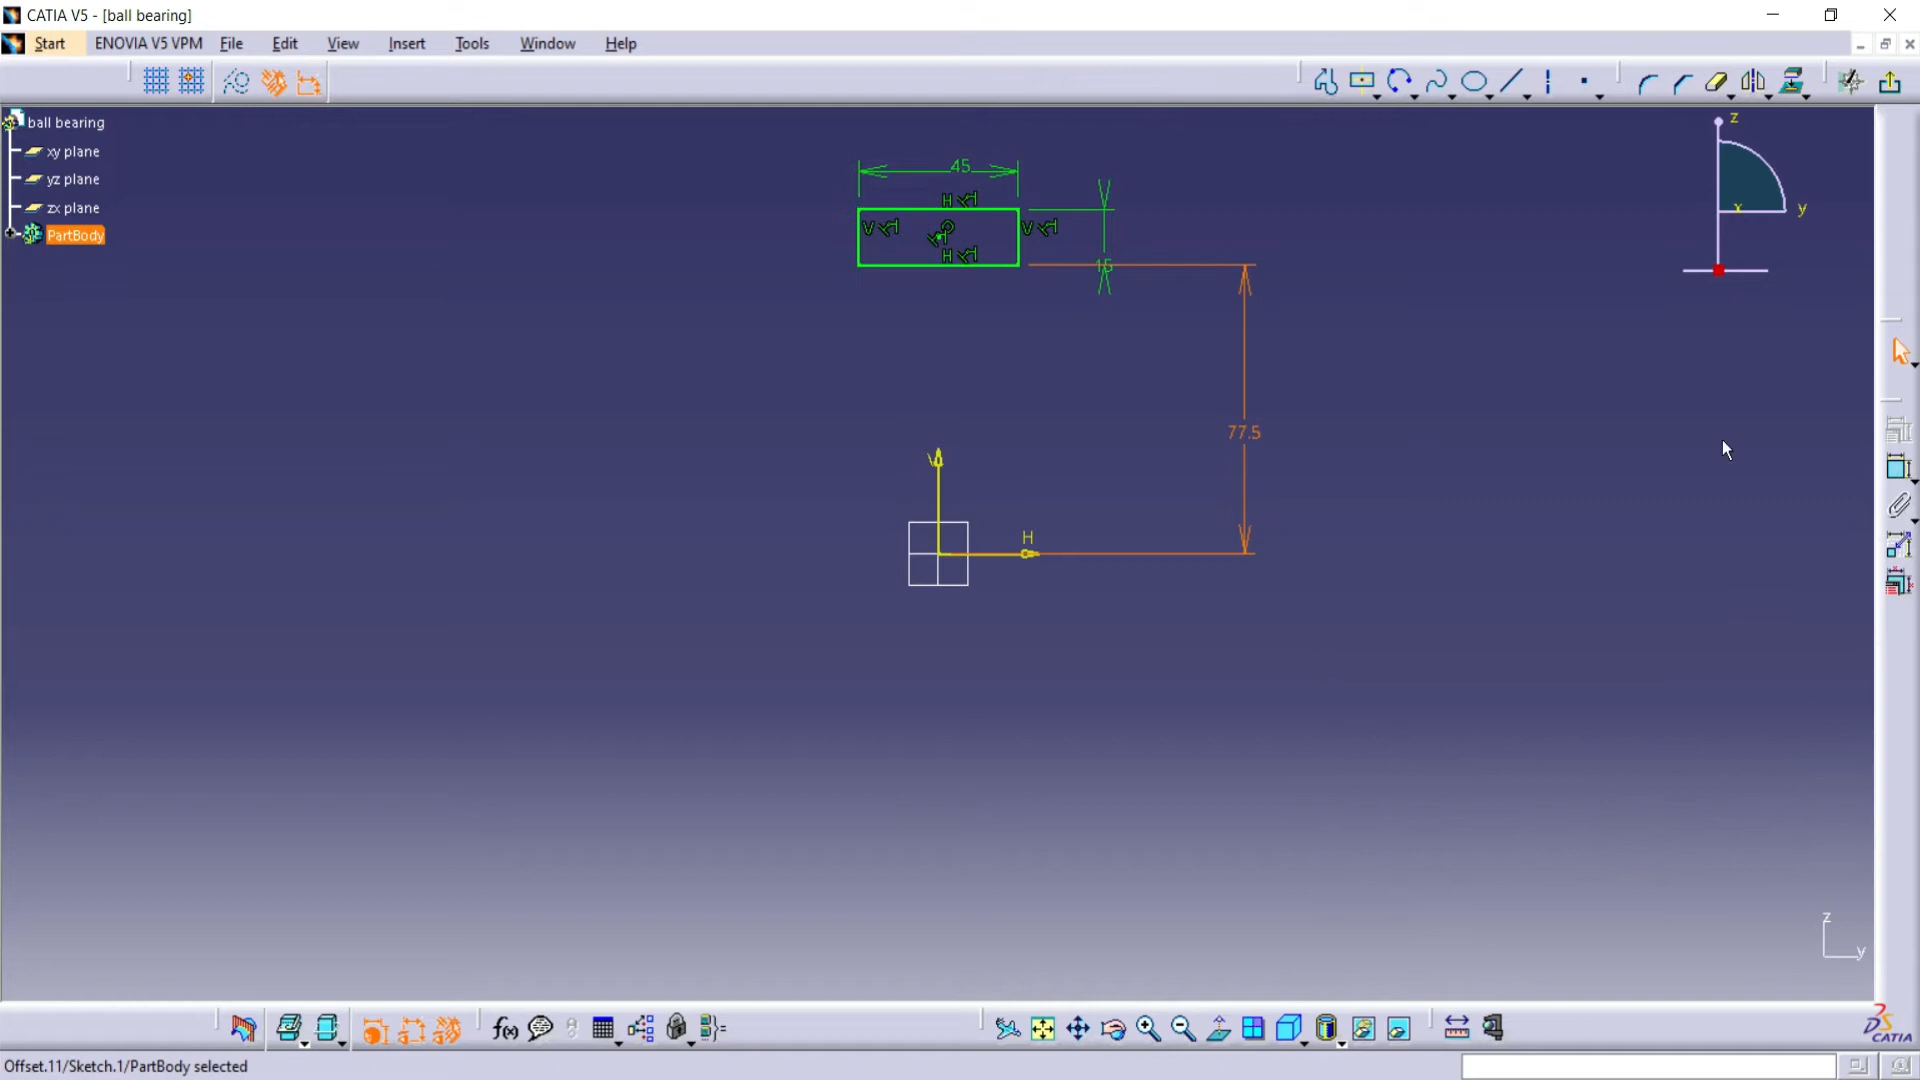 CATIA V5 - [ball bearing]
Start ENOVIA V5 VPM File Edit View Insert Tools Window Help
ball bearing
xy plane
yz plane
zx plane
PartBody
z
x
y
45
H
V
V
H
15
77.5
V
H
z
y
f(x)
CATIA
Offset.11/Sketch.1/PartBody selected